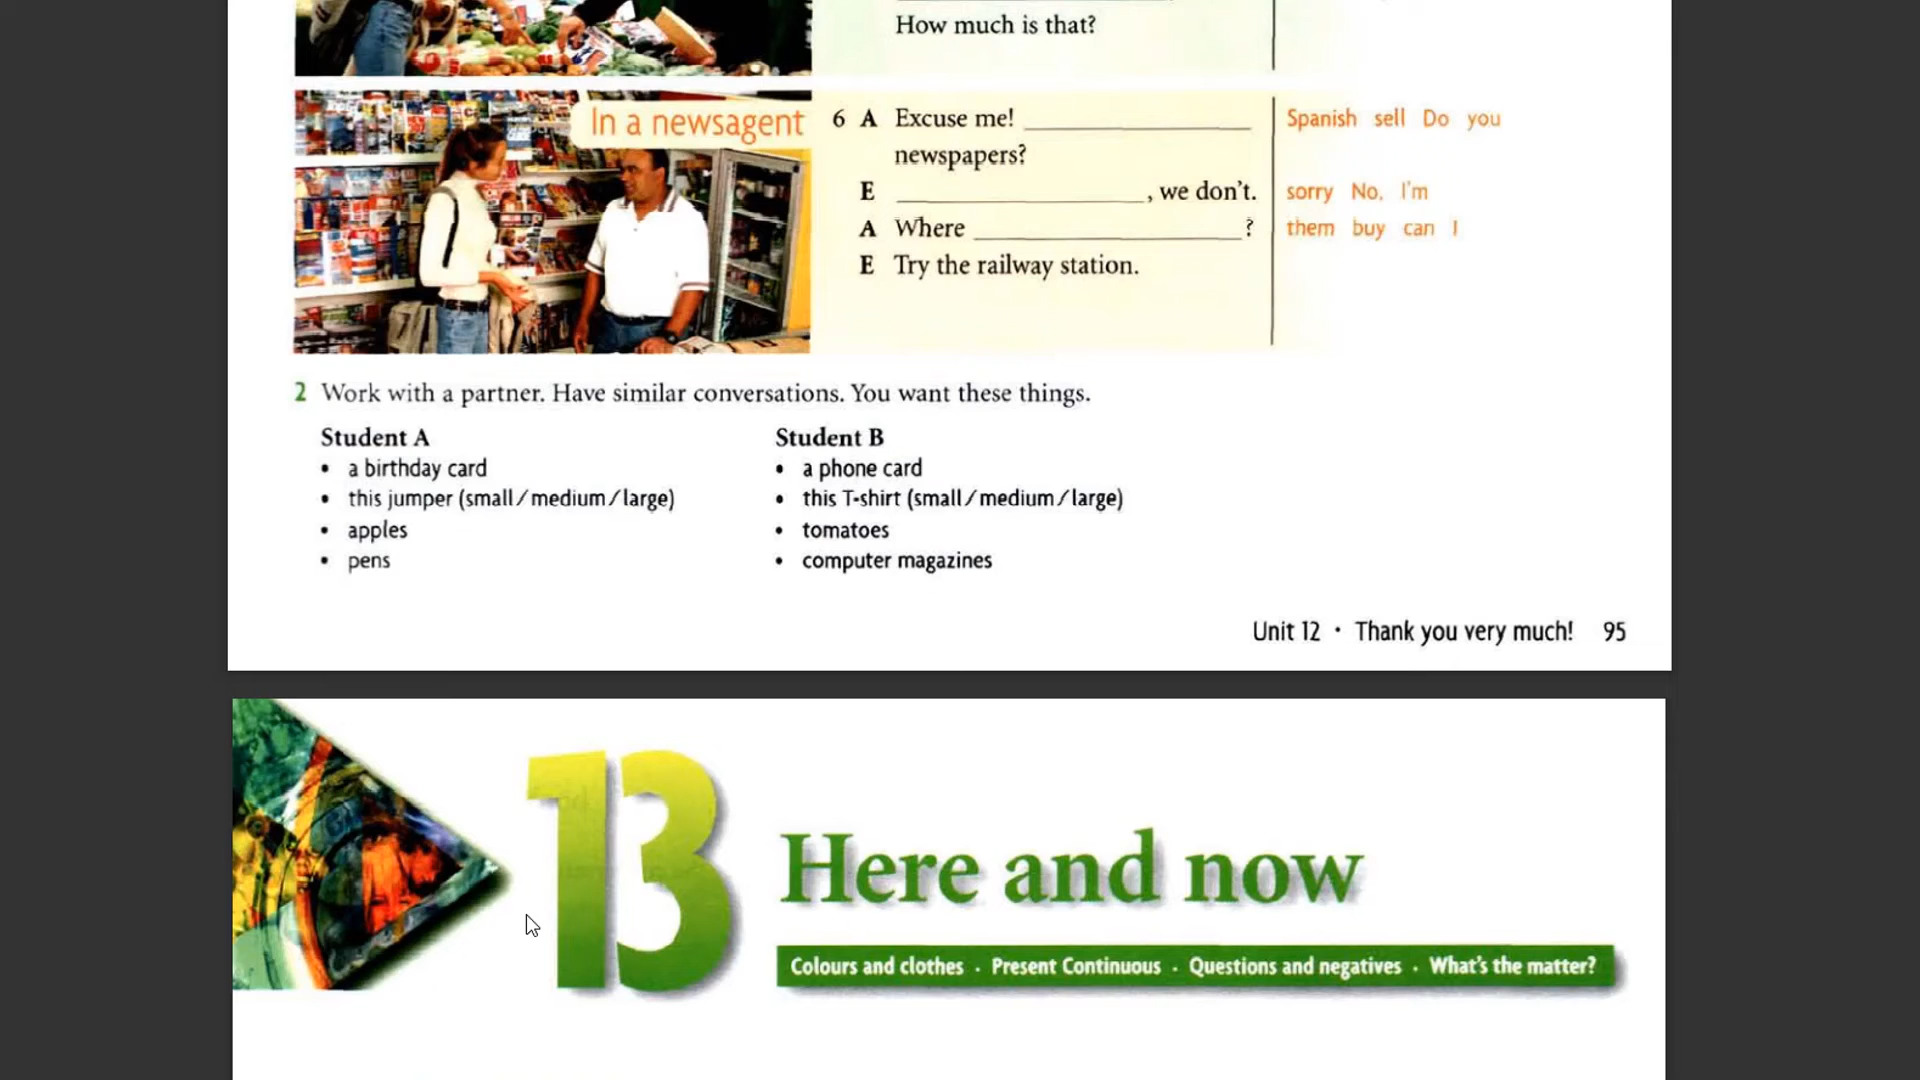 How much is that?
In a newsagent
6 A Excuse me! ____________
newspapers?
Spanish sell Do you
E ____________, we don't.
sorry No, I'm
A Where ____________?
them buy can I
E Try the railway station.
2 Work with a partner. Have similar conversations. You want these things.
Student A
• a birthday card
• this jumper (small/medium/large)
• apples
• pens
Student B
• a phone card
• this T-shirt (small/medium/large)
• tomatoes
• computer magazines
Unit 12 • Thank you very much! 95
13
Here and now
Colours and clothes · Present Continuous · Questions and negatives · What's the matter?